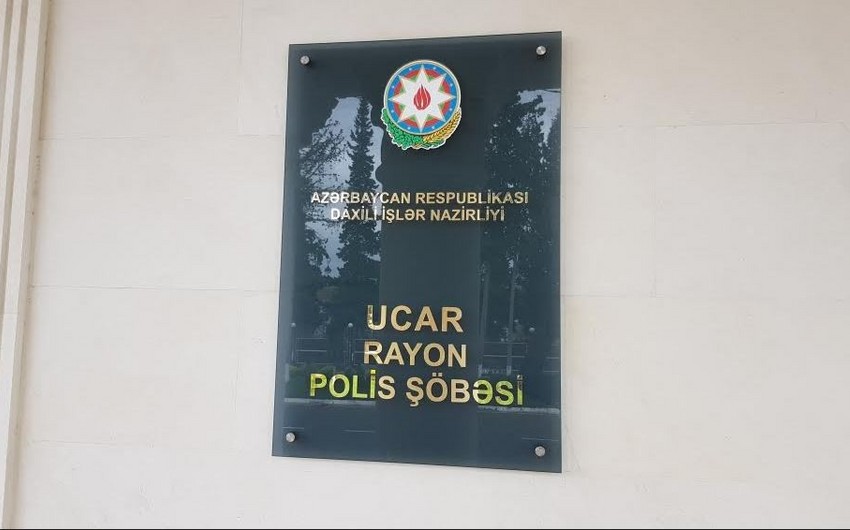 AZƏRBAYCAN RESPUBLİKASI
DAXİLİ İŞLƏR NAZİRLİYİ
UCAR
RAYON
POLİS ŞÖBƏSİ